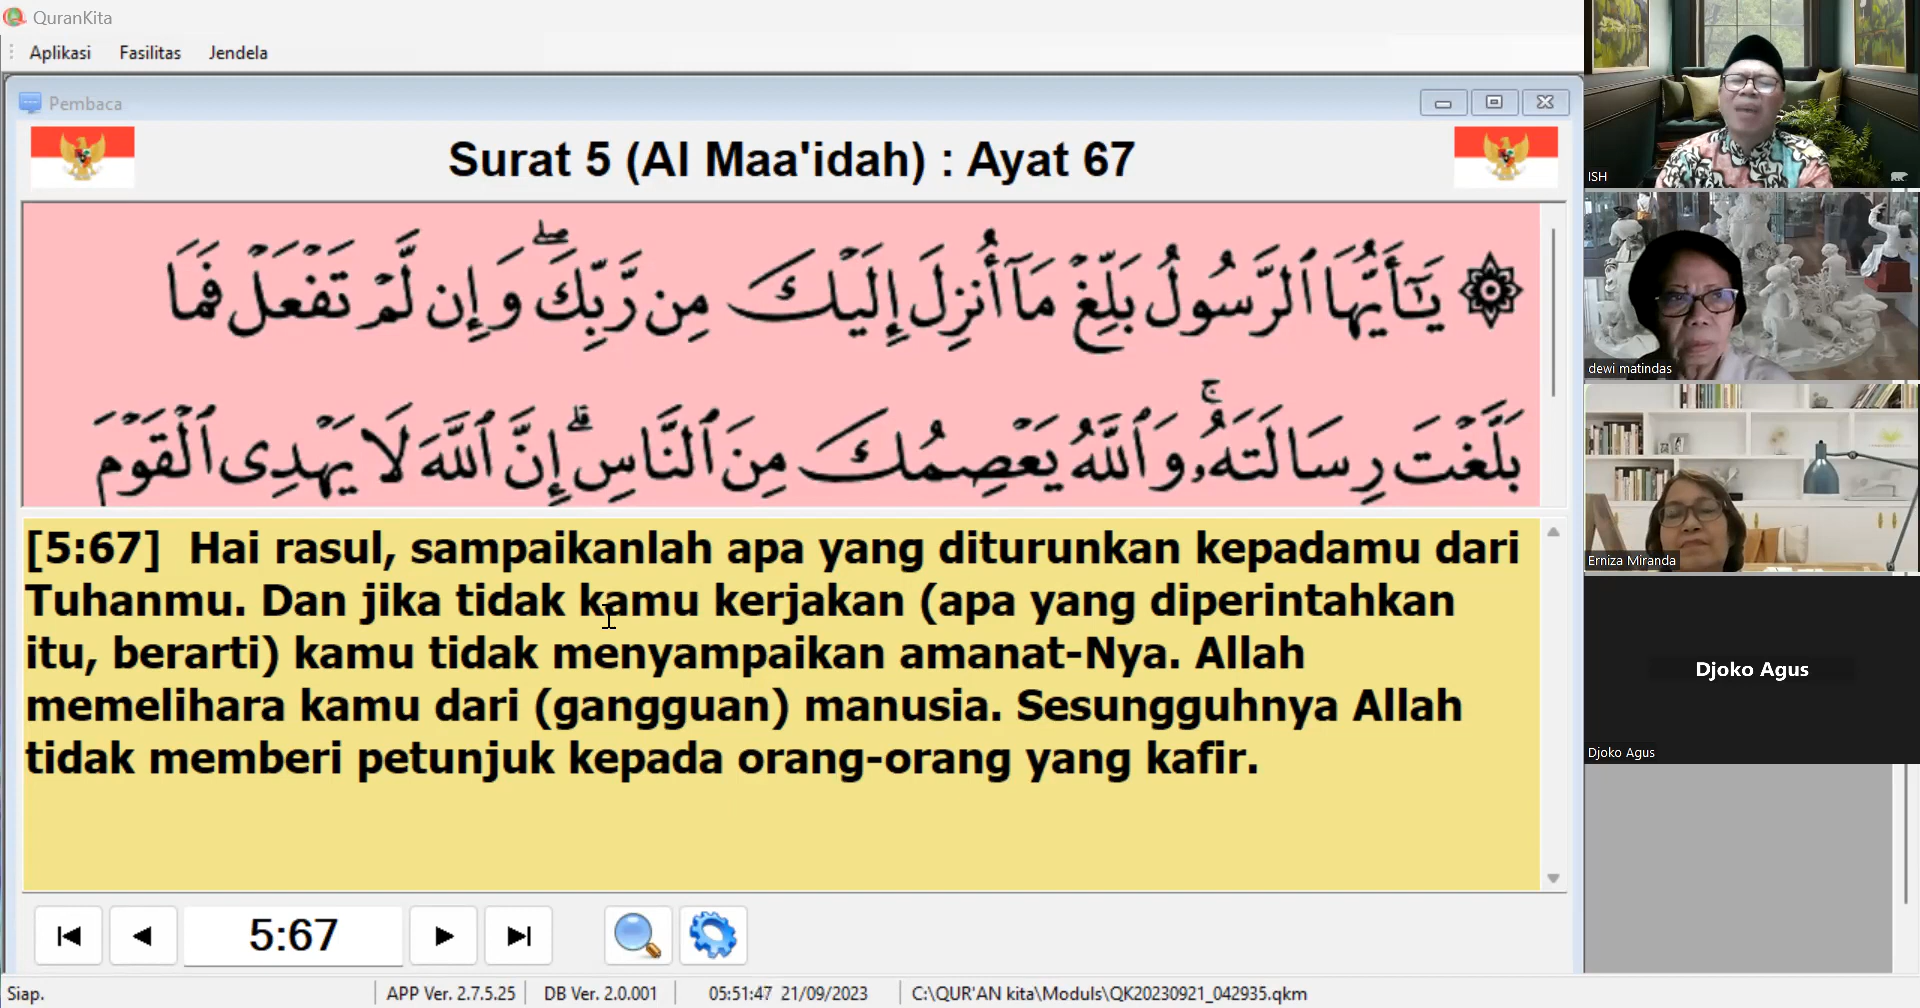 QuranKita
Aplikasi Fasilitas Jendela
Pembaca
Surat 5 (Al Maa'idah) : Ayat 67
۞ يَٰٓأَيُّهَا ٱلرَّسُولُ بَلِّغۡ مَآ أُنزِلَ إِلَيۡكَ مِن رَّبِّكَۖ وَإِن لَّمۡ تَفۡعَلۡ فَمَا
بَلَّغۡتَ رِسَالَتَهُۥۚ وَٱللَّهُ يَعۡصِمُكَ مِنَ ٱلنَّاسِۗ إِنَّ ٱللَّهَ لَا يَهۡدِى ٱلۡقَوۡمَ
[5:67] Hai rasul, sampaikanlah apa yang diturunkan kepadamu dari
Tuhanmu. Dan jika tidak kamu kerjakan (apa yang diperintahkan
itu, berarti) kamu tidak menyampaikan amanat-Nya. Allah
memelihara kamu dari (gangguan) manusia. Sesungguhnya Allah
tidak memberi petunjuk kepada orang-orang yang kafir.
5:67
Siap. APP Ver. 2.7.5.25 DB Ver. 2.0.001 05:51:47 21/09/2023 C:\QUR'AN kita\Moduls\QK20230921_042935.qkm
ISH
dewi matindas
Erniza Miranda
Djoko Agus
Djoko Agus